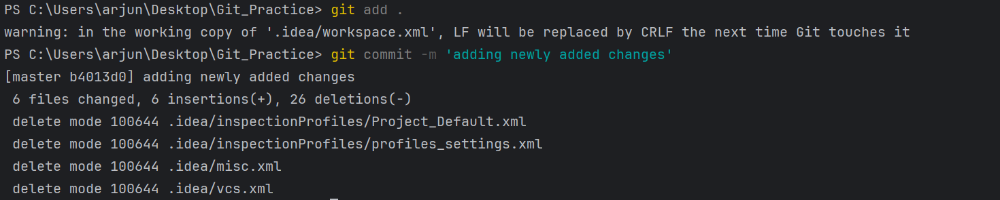 PS C:\Users\arjun\Desktop\Git_Practice> git add .
warning: in the working copy of '.idea/workspace.xml', LF will be replaced by CRLF the next time Git touches it
PS C:\Users\arjun\Desktop\Git_Practice> git commit -m 'adding newly added changes'
[master b4013d0] adding newly added changes
 6 files changed, 6 insertions(+), 26 deletions(-)
 delete mode 100644 .idea/inspectionProfiles/Project_Default.xml
 delete mode 100644 .idea/inspectionProfiles/profiles_settings.xml
 delete mode 100644 .idea/misc.xml
 delete mode 100644 .idea/vcs.xml